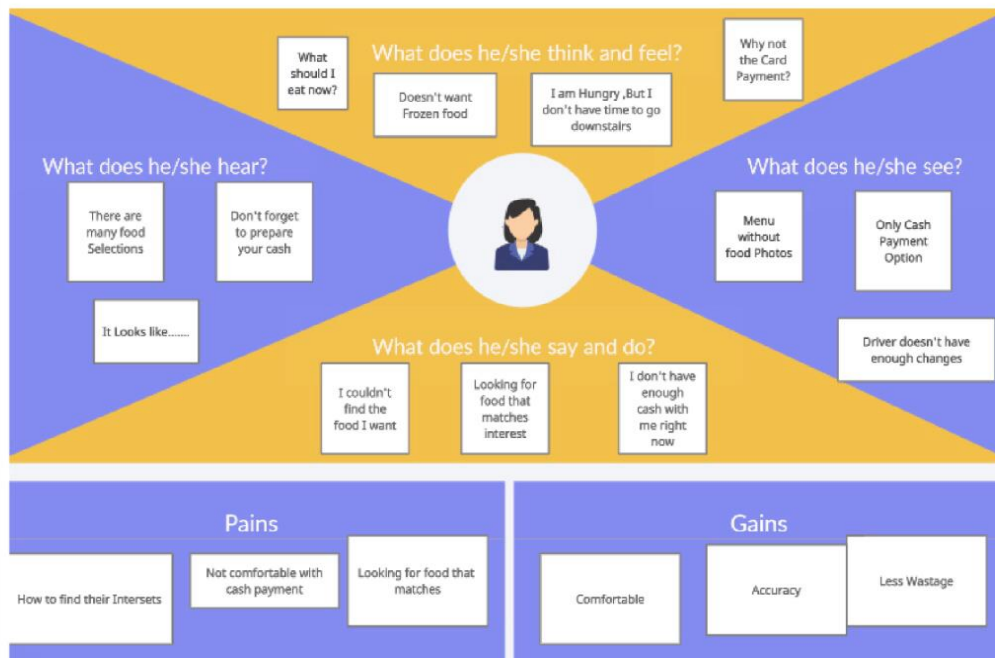 What does he/she think and feel?
What
should I
eat now?
Doesn't want
Frozen food
I am Hungry ,But I
don't have time to go
downstairs
Why not
the Card
Payment?
What does he/she hear?
There are
many food
Selections
Don't forget
to prepare
your cash
It Looks like.......
What does he/she see?
Menu
without
food Photos
Only Cash
Payment
Option
Driver doesn't have
enough changes
What does he/she say and do?
I couldn't
find the
food I want
Looking for
food that
matches
interest
I don't have
enough
cash with
me right
now
Pains
How to find their Intersets
Not comfortable with
cash payment
Looking for food that
matches
Gains
Comfortable
Accuracy
Less Wastage